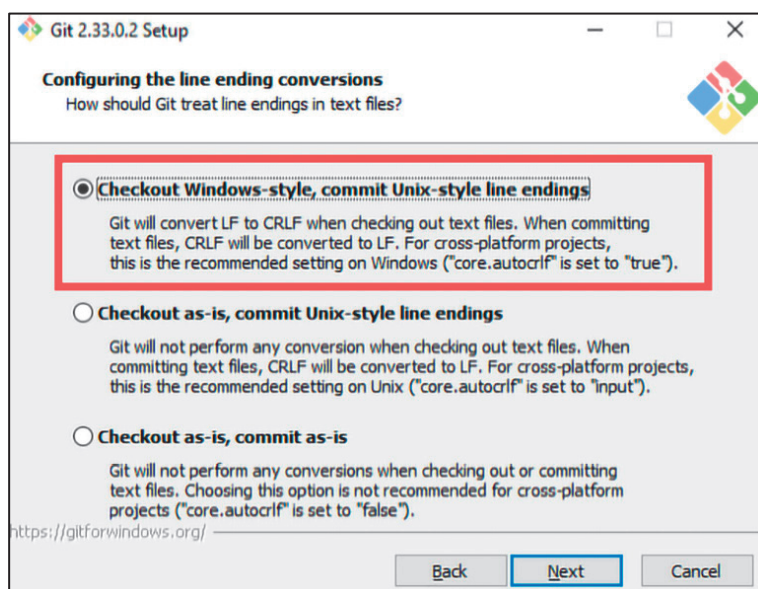 Git 2.33.0.2 Setup
Configuring the line ending conversions
How should Git treat line endings in text files?
Checkout Windows-style, commit Unix-style line endings
Git will convert LF to CRLF when checking out text files. When committing
text files, CRLF will be converted to LF. For cross-platform projects,
this is the recommended setting on Windows ("core.autocrlf" is set to "true").
Checkout as-is, commit Unix-style line endings
Git will not perform any conversion when checking out text files. When
committing text files, CRLF will be converted to LF. For cross-platform projects,
this is the recommended setting on Unix ("core.autocrlf" is set to "input").
Checkout as-is, commit as-is
Git will not perform any conversions when checking out or committing
text files. Choosing this option is not recommended for cross-platform
projects ("core.autocrlf" is set to "false").
https://gitforwindows.org/
Back Next Cancel